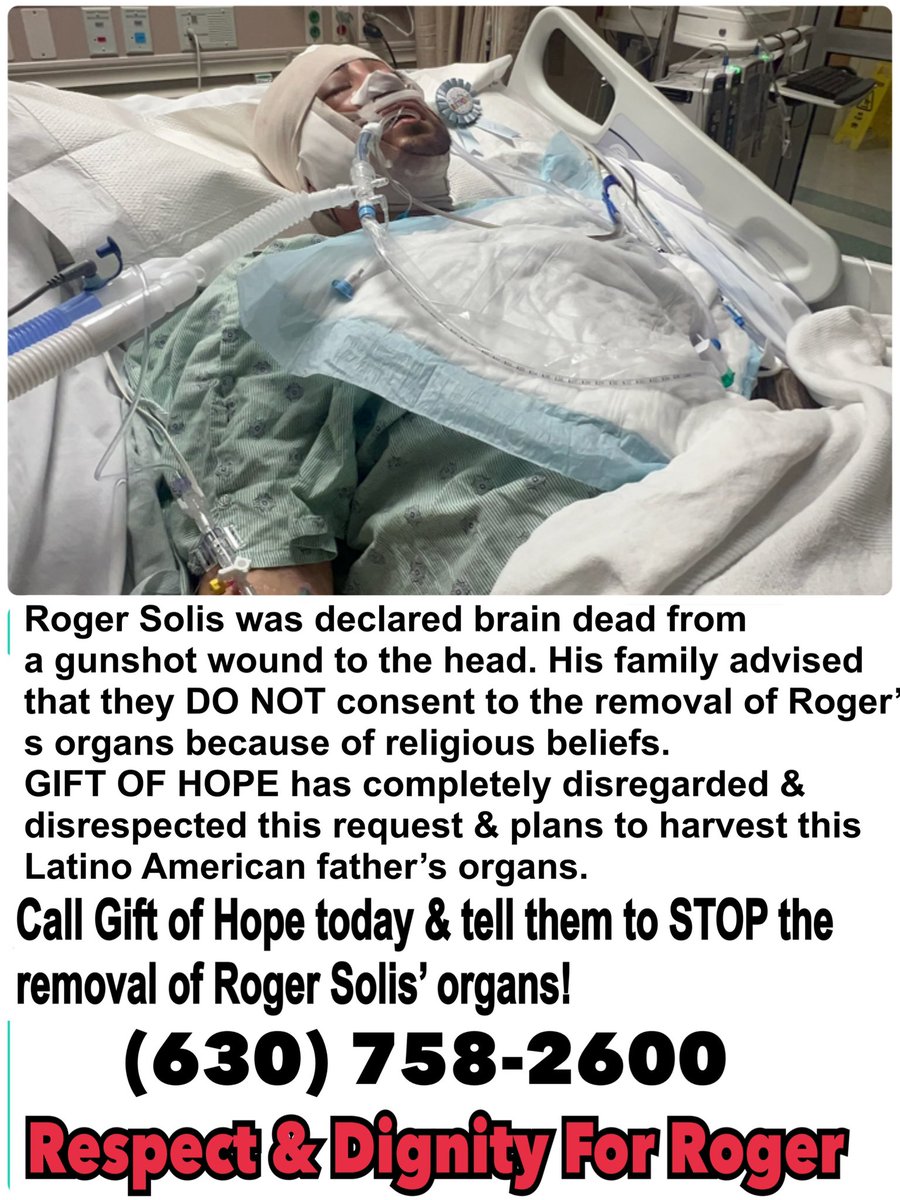 Roger Solis was declared brain dead from
a gunshot wound to the head. His family advised
that they DO NOT consent to the removal of Roger’
s organs because of religious beliefs.
GIFT OF HOPE has completely disregarded &
disrespected this request & plans to harvest this
Latino American father’s organs.
Call Gift of Hope today & tell them to STOP the
removal of Roger Solis’ organs!
(630) 758-2600
Respect & Dignity For Roger